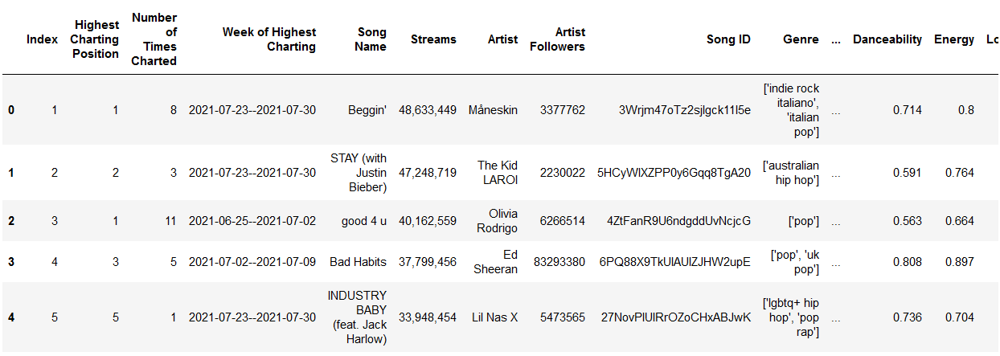 Index Highest Charting Position Number of Times Charted Week of Highest Charting Song Name Streams Artist Artist Followers Song ID Genre ... Danceability Energy Lo
0 1 1 8 2021-07-23--2021-07-30 Beggin' 48,633,449 Måneskin 3377762 3Wrjm47oTz2sjIgck11l5e ['indie rock italiano', 'italian pop'] ... 0.714 0.8
1 2 2 3 2021-07-23--2021-07-30 STAY (with Justin Bieber) 47,248,719 The Kid LAROI 2230022 5HCyWlXZPP0y6Gqq8TgA20 ['australian hip hop'] ... 0.591 0.764
2 3 1 11 2021-06-25--2021-07-02 good 4 u 40,162,559 Olivia Rodrigo 6266514 4ZtFanR9U6ndgddUvNcjcG ['pop'] ... 0.563 0.664
3 4 3 5 2021-07-02--2021-07-09 Bad Habits 37,799,456 Ed Sheeran 83293380 6PQ88X9TkUIAUIZJHW2upE ['pop', 'uk pop'] ... 0.808 0.897
4 5 5 1 2021-07-23--2021-07-30 INDUSTRY BABY (feat. Jack Harlow) 33,948,454 Lil Nas X 5473565 27NovPIUIRrOZoCHxABJwK ['lgbtq+ hip hop', 'pop rap'] ... 0.736 0.704